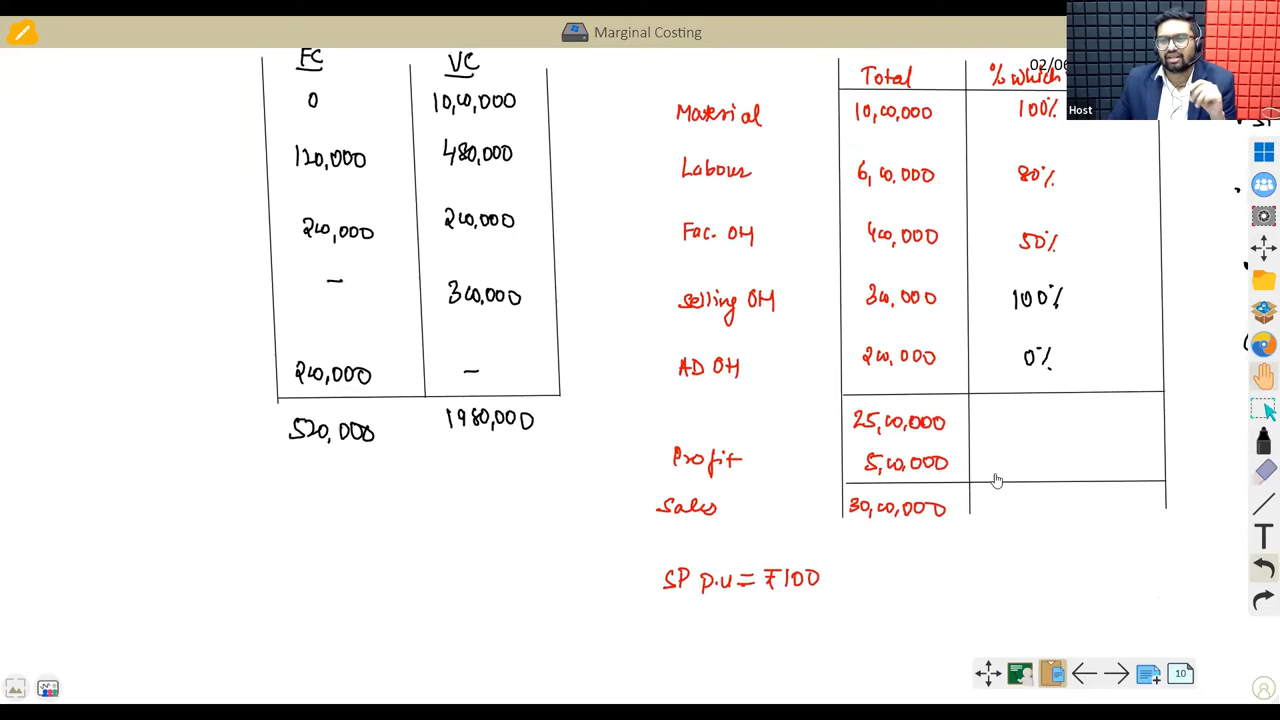 Marginal Costing
02/06
Host
FC VC
0 10,00,000
120,000 480,000
200,000 200,000
- 300,000
200,000 -
520,000 1980,000
Total % which
Material 10,00,000 100%
Labour 6,00,000 80%
Fac. OH 400,000 50%
Selling OH 300,000 100%
AD OH 200,000 0%
25,00,000
Profit 5,00,000
Sales 30,00,000
SP p.u = ₹100
T
10